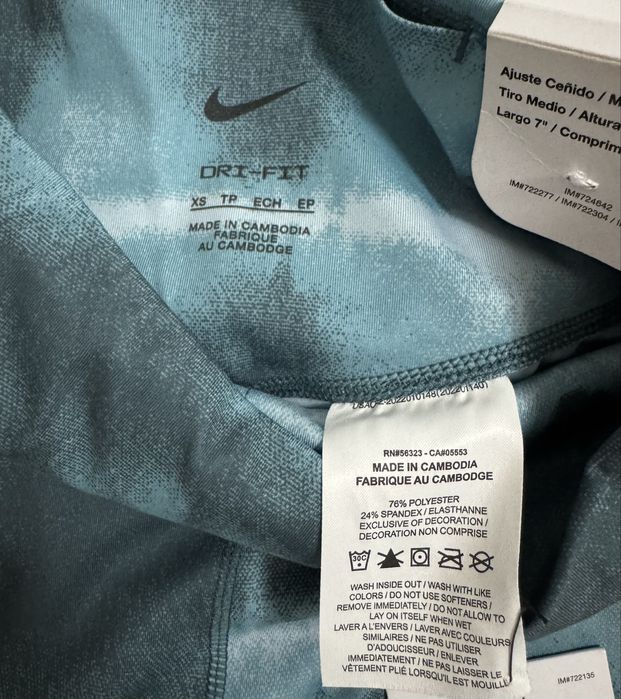 Ajuste Ceñido / M
Tiro Medio / Altura
Largo 7" / Comprim
IM#724642
IM#722277 / IM#722304 / I
DRI-FIT
XS TP ECH EP
MADE IN CAMBODIA
FABRIQUE
AU CAMBODGE
RN#56323 - CA#05553
MADE IN CAMBODIA
FABRIQUE AU CAMBODGE
76% POLYESTER
24% SPANDEX / ELASTHANNE
EXCLUSIVE OF DECORATION /
DECORATION NON COMPRISE
30C
WASH INSIDE OUT / WASH WITH LIKE
COLORS / DO NOT USE SOFTENERS /
REMOVE IMMEDIATELY / DO NOT ALLOW TO
LAY ON ITSELF WHEN WET
LAVER A L'ENVERS / LAVER AVEC COULEURS
SIMILAIRES / NE PAS UTILISER
D'ADOUCISSEUR / ENLEVER
IMMEDIATEMENT / NE PAS LAISSER LE
VÊTEMENT PLIÉ LORSQU'IL EST MOUILLÉ
IM#722135